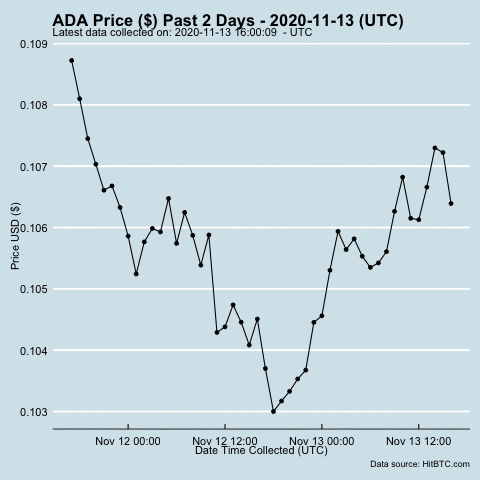 ADA Price ($) Past 2 Days - 2020-11-13 (UTC)
Latest data collected on: 2020-11-13 16:00:09  - UTC
0.109
0.108
0.107
0.106
0.105
0.104
0.103
Price USD ($)
Nov 12 00:00 Nov 12 12:00 Nov 13 00:00 Nov 13 12:00
Date Time Collected (UTC)
Data source: HitBTC.com